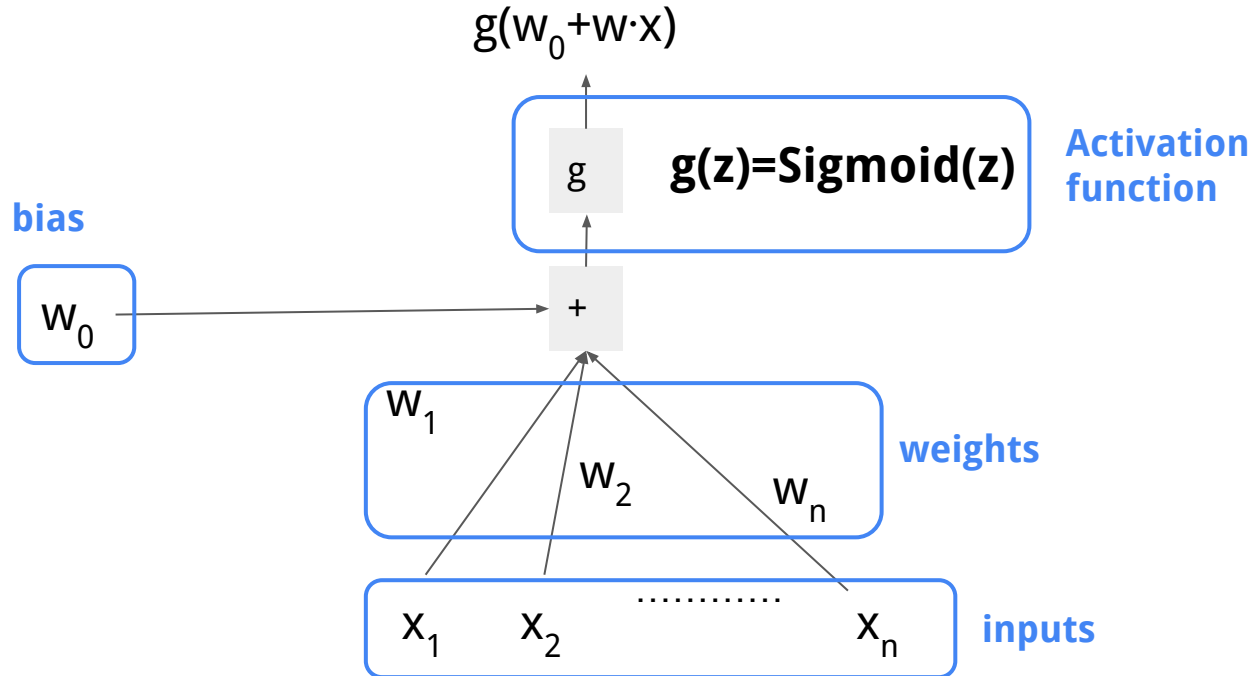 g(w₀+w·x)
g
g(z)=Sigmoid(z)
Activation
function
bias
w₀
+
w₁
weights
w₂
wₙ
............
x₁
x₂
xₙ
inputs